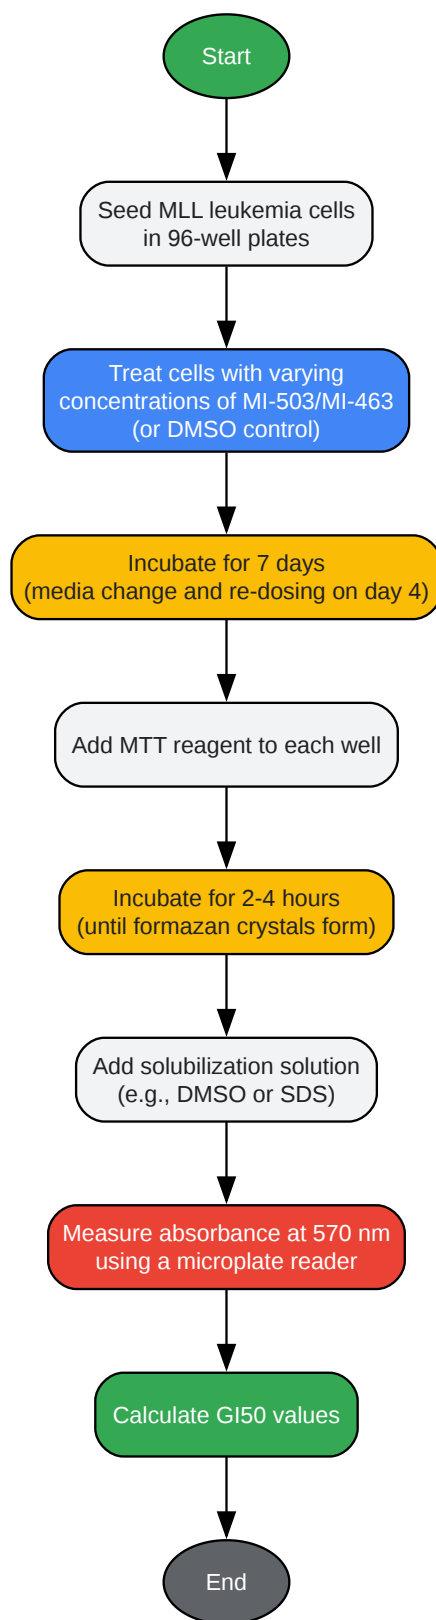 Start
Seed MLL leukemia cells
in 96-well plates
Treat cells with varying
concentrations of MI-503/MI-463
(or DMSO control)
Incubate for 7 days
(media change and re-dosing on day 4)
Add MTT reagent to each well
Incubate for 2-4 hours
(until formazan crystals form)
Add solubilization solution
(e.g., DMSO or SDS)
Measure absorbance at 570 nm
using a microplate reader
Calculate GI50 values
End